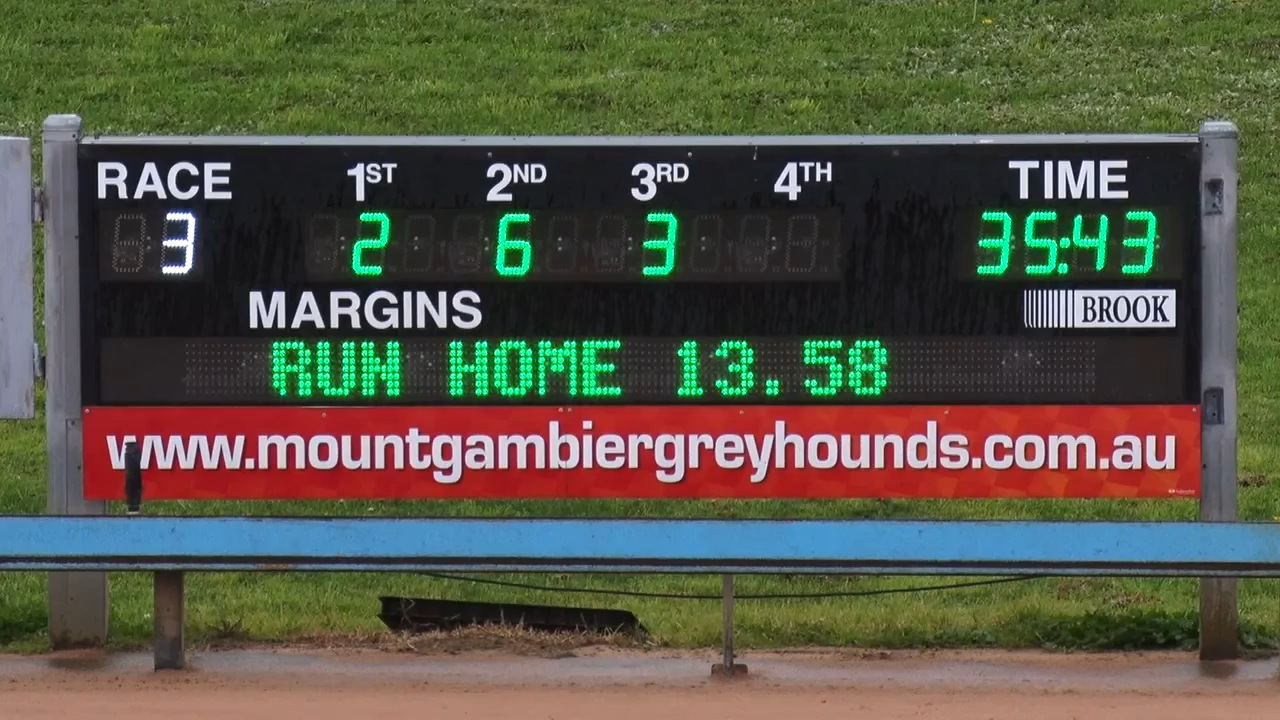 RACE 1ST 2ND 3RD 4TH TIME
3 2 6 3 35:43
MARGINS BROOK
RUN HOME 13.58
www.mountgambiergreyhounds.com.au